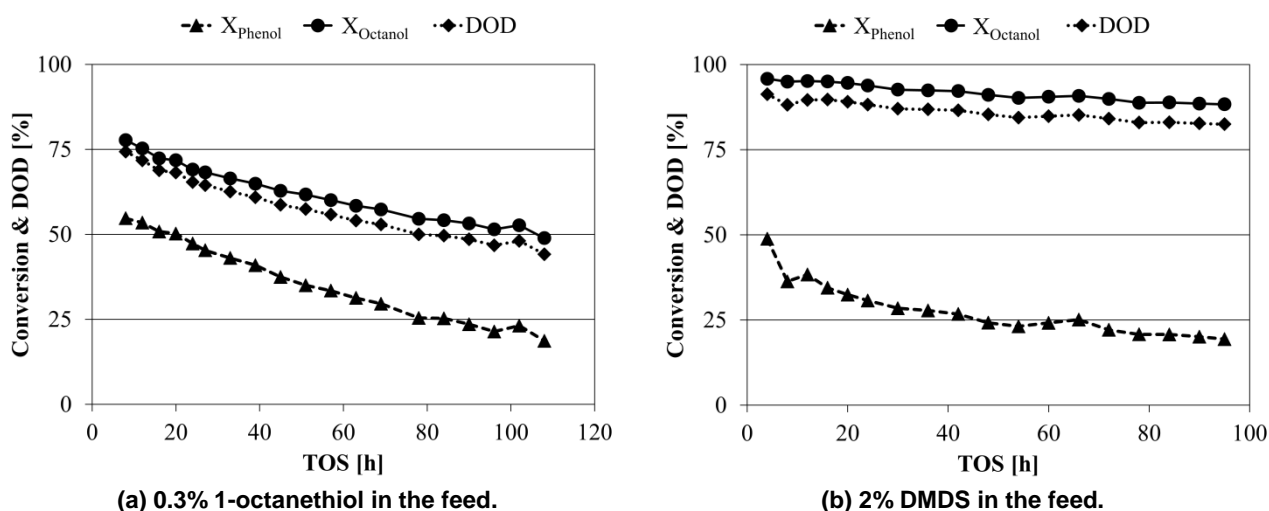 X_Phenol X_Octanol DOD
100
75
50
25
0
Conversion & DOD [%]
0 20 40 60 80 100 120
TOS [h]
(a) 0.3% 1-octanethiol in the feed.
X_Phenol X_Octanol DOD
100
75
50
25
0
Conversion & DOD [%]
0 20 40 60 80 100
TOS [h]
(b) 2% DMDS in the feed.